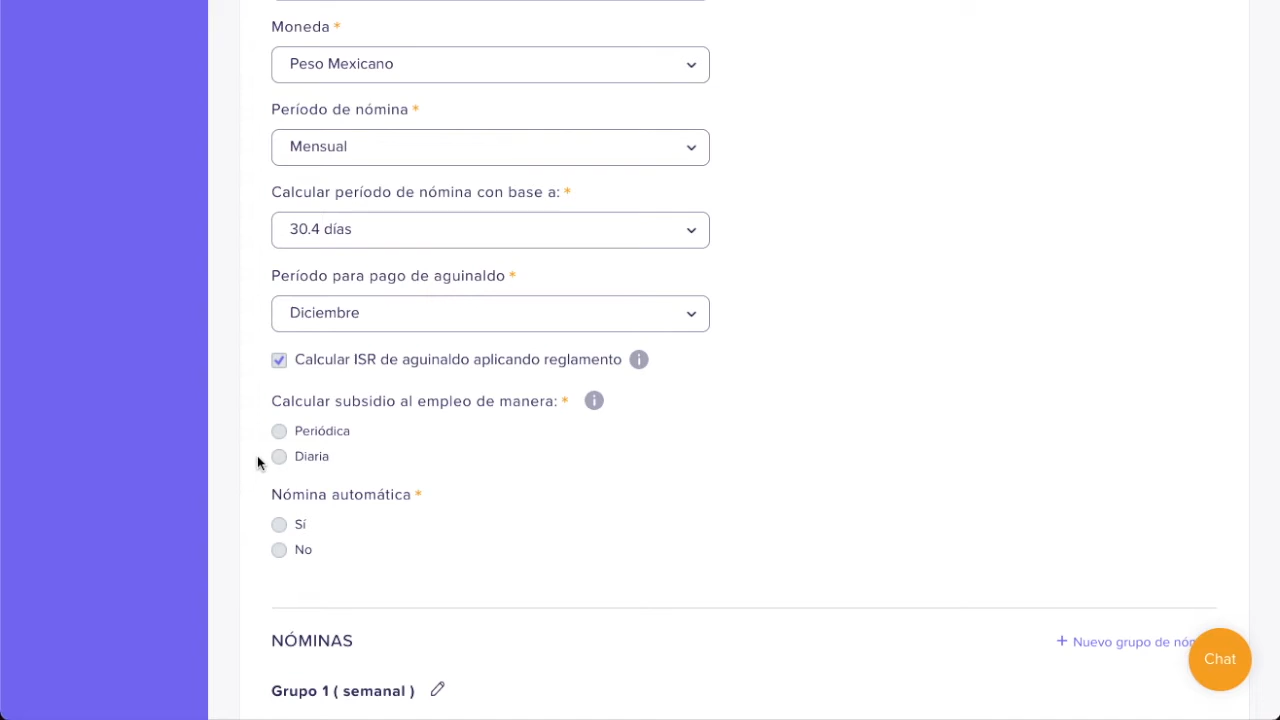 Moneda *
Peso Mexicano
Período de nómina *
Mensual
Calcular período de nómina con base a: *
30.4 días
Período para pago de aguinaldo *
Diciembre
Calcular ISR de aguinaldo aplicando reglamento i
Calcular subsidio al empleo de manera: * i
Periódica
Diaria
Nómina automática *
Sí
No
NÓMINAS
+ Nuevo grupo de nóm
Chat
Grupo 1 ( semanal )